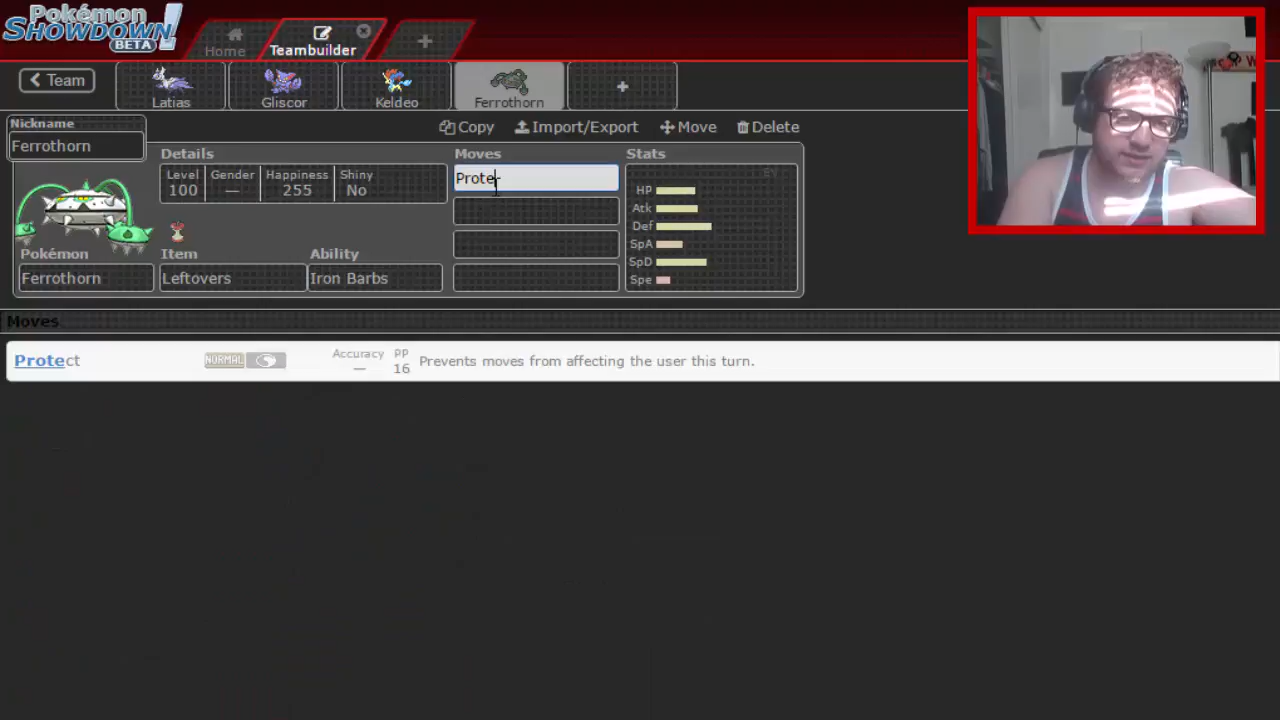 Pokémon
SHOWDOWN!
BETA
Home
Teambuilder
Team
Latias
Gliscor
Keldeo
Ferrothorn
Copy
Import/Export
Move
Delete
Nickname
Ferrothorn
Details
Level
100
Gender
—
Happiness
255
Shiny
No
Pokémon
Ferrothorn
Item
Leftovers
Ability
Iron Barbs
Moves
Prote
Stats
EV
HP
Atk
Def
SpA
SpD
Spe
Moves
Protect
NORMAL
Accuracy
—
PP
16
Prevents moves from affecting the user this turn.